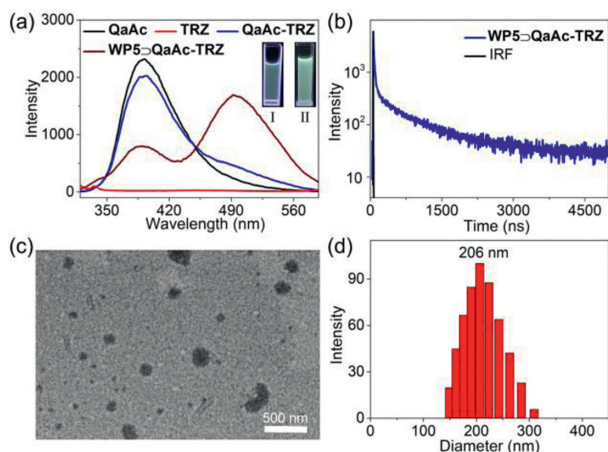 (a)
QaAc TRZ QaAc-TRZ
WP5⊃QaAc-TRZ
3000
2000
1000
0
Intensity
I II
350 420 490 560
Wavelength (nm)
(b)
WP5⊃QaAc-TRZ
IRF
10³
10²
10
Intensity
0 1500 3000 4500
Time (ns)
(c)
500 nm
(d)
206 nm
90
60
30
0
Intensity
0 100 200 300 400
Diameter (nm)